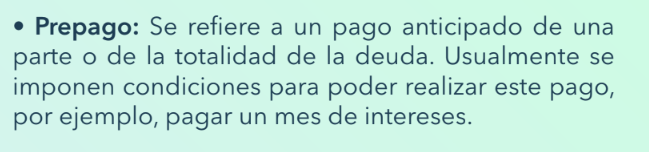 • Prepago: Se refiere a un pago anticipado de una
parte o de la totalidad de la deuda. Usualmente se
imponen condiciones para poder realizar este pago,
por ejemplo, pagar un mes de intereses.